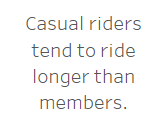 Casual riders
tend to ride
longer than
members.